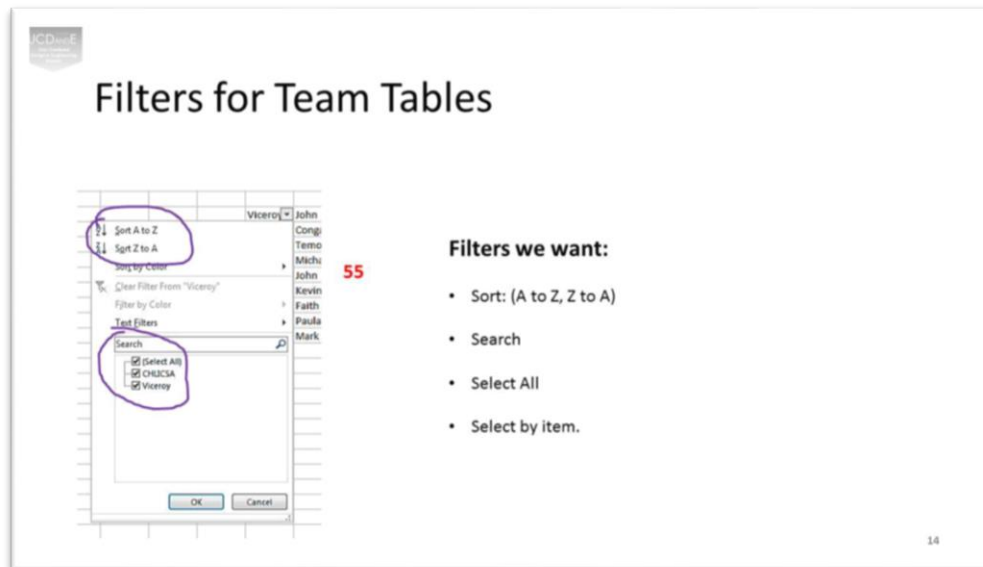 Filters for Team Tables
Viceroy John
Sort A to Z
Sort Z to A
Sort by Color
Clear Filter From "Viceroy"
Filter by Color
Text Filters
Search
(Select All)
CHUCSA
Viceroy
OK Cancel
Temo
Micha
John
Kevin
Faith
Paula
Mark
55
Filters we want:
• Sort: (A to Z, Z to A)
• Search
• Select All
• Select by item.
14